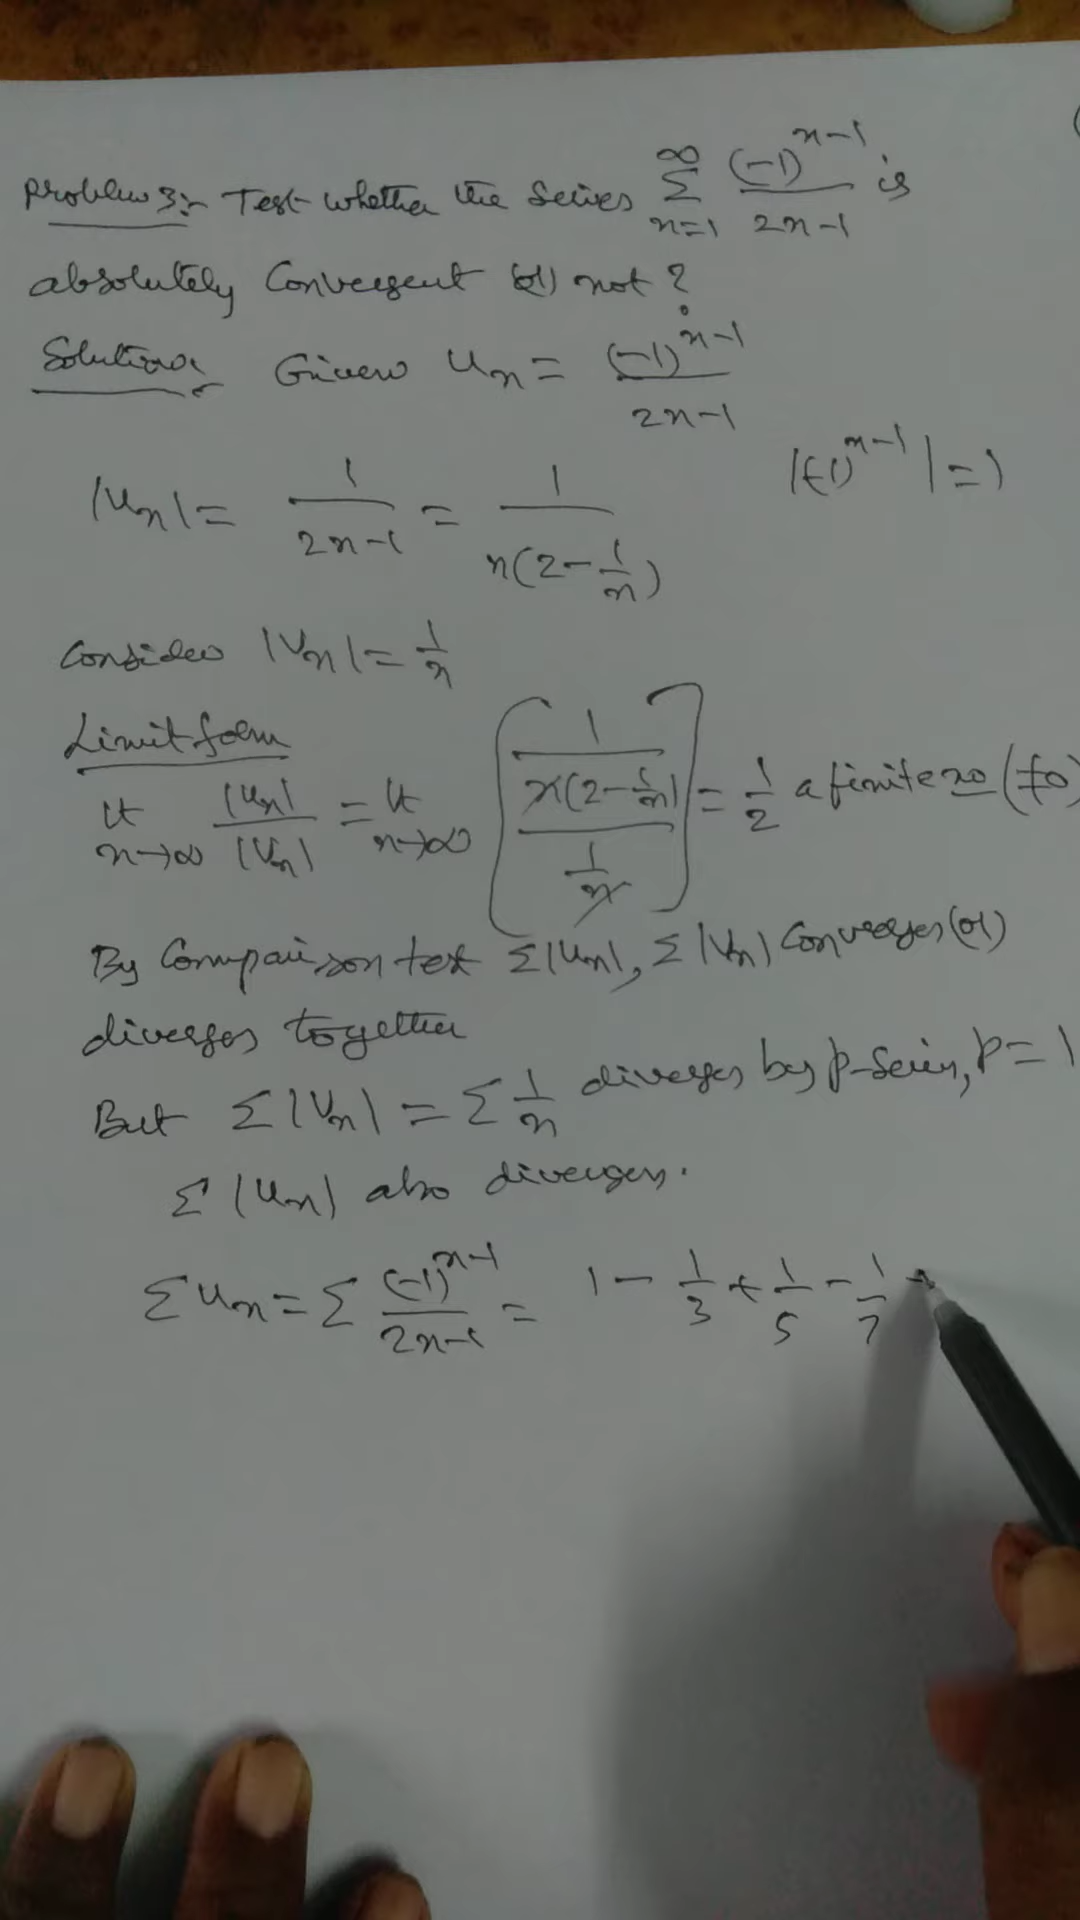 Problem 3:- Test whether the Series ∑_{n=1}^{∞} (-1)^{n-1}/(2n-1) is
absolutely Convergent (or) not?
Solution:- Given u_n = (-1)^{n-1}/(2n-1)
|u_n| = 1/(2n-1) = 1/(n(2-1/n)) |(-1)^{n-1}| = 1
Consider |V_n| = 1/n
Limit form
lt_{n→∞} |u_n|/|V_n| = lt_{n→∞} [(1/(n(2-1/n)))/(1/n)] = 1/2 a finite no (≠0)
By Comparison test Σ|u_n|, Σ|V_n| Converges (or)
diverges together
But Σ|V_n| = Σ 1/n diverges by p-Series, p=1
Σ|u_n| also diverges.
Σu_n = Σ (-1)^{n-1}/(2n-1) = 1 - 1/3 + 1/5 - 1/7 +